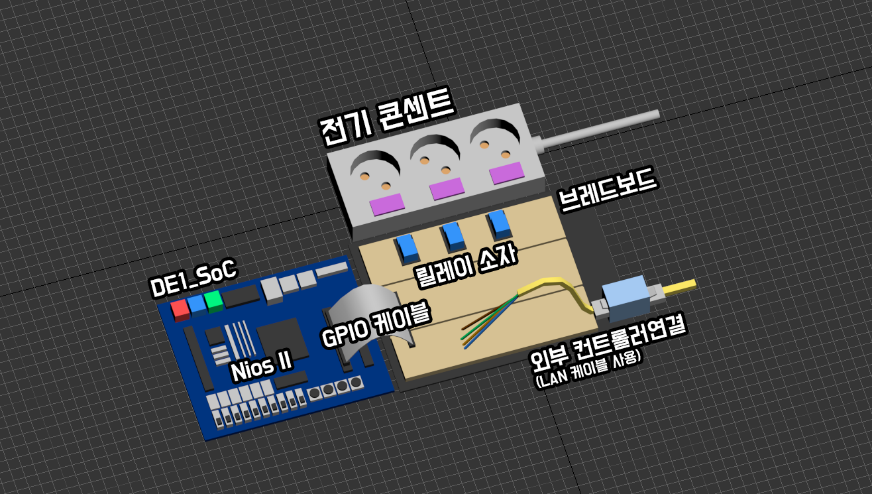 전기 콘센트
브레드보드
릴레이 소자
DE1_SoC
GPIO 케이블
Nios II
외부 컨트롤러연결
(LAN 케이블 사용)